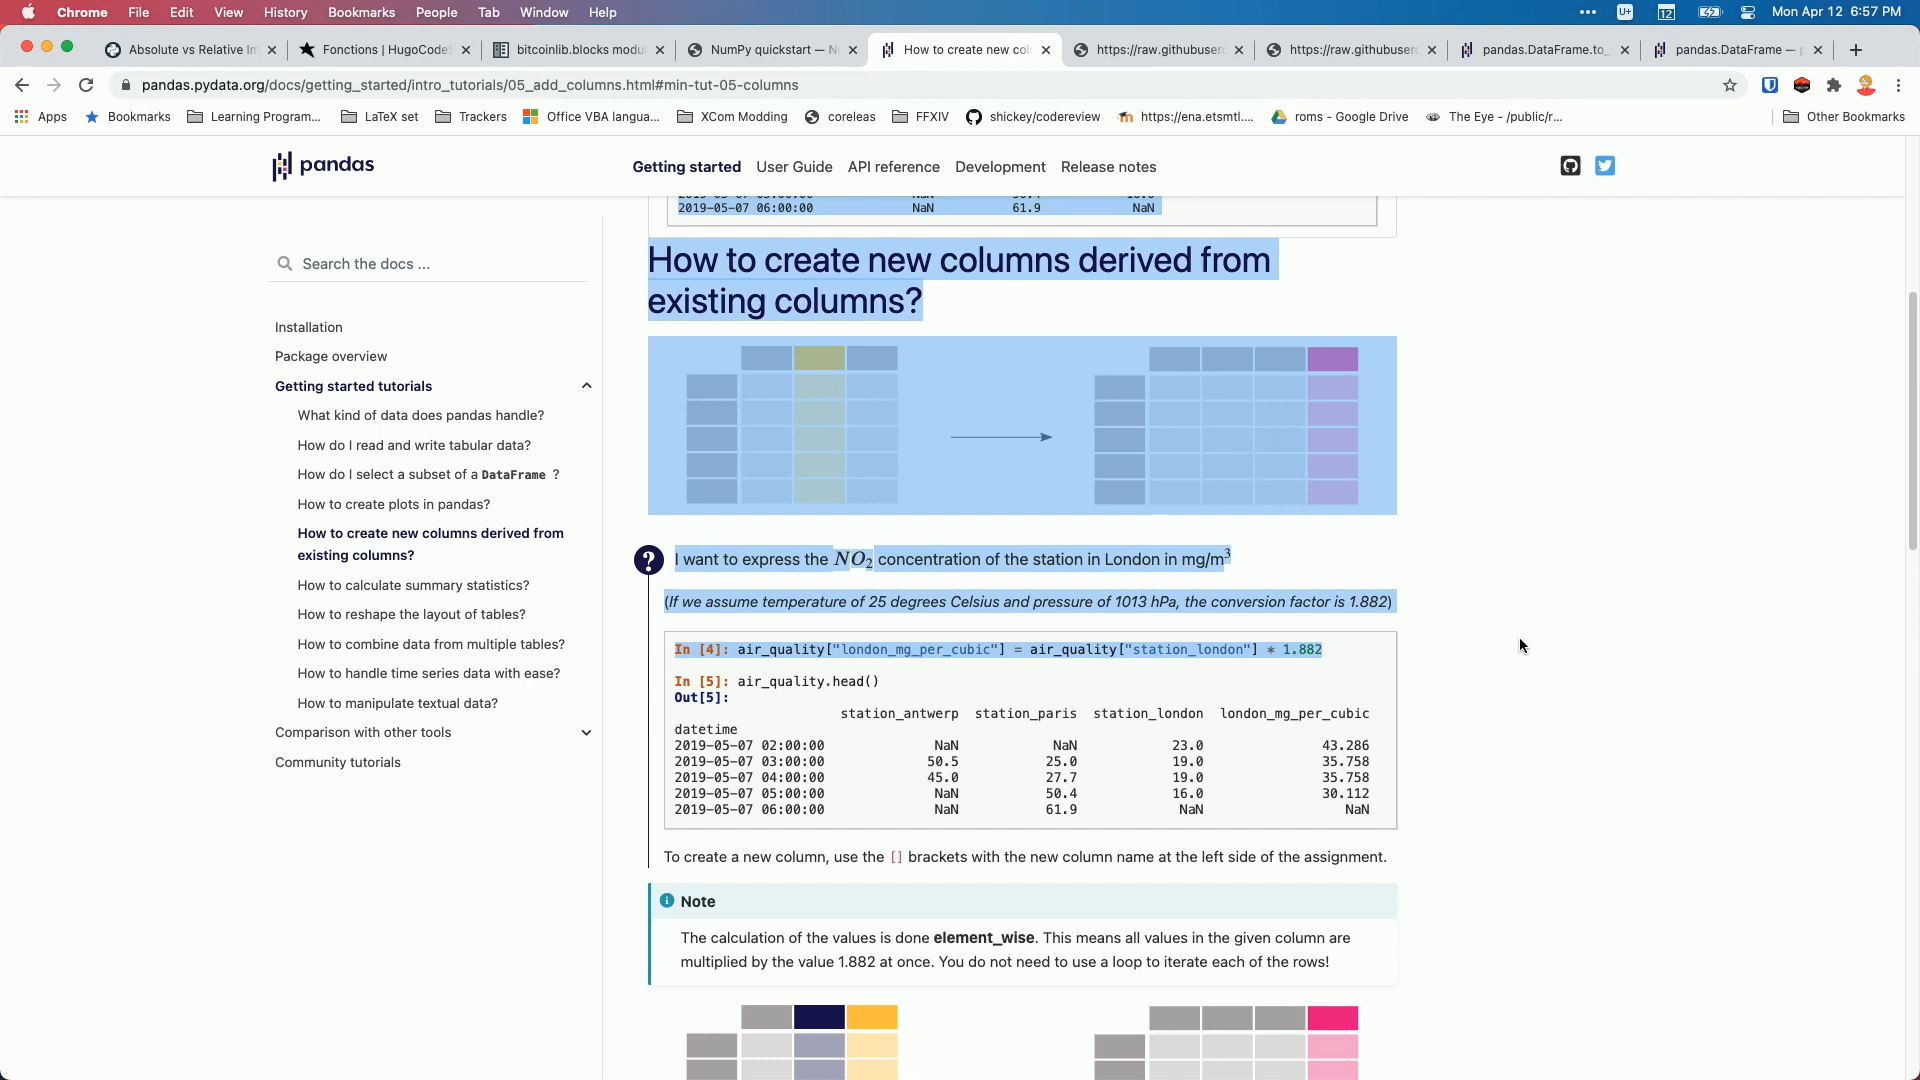 Chrome File Edit View History Bookmarks People Tab Window Help
U+ 12 Mon Apr 12 6:57 PM
Absolute vs Relative Im
Fonctions | HugoCodeS
bitcoinlib.blocks modul
NumPy quickstart — N
How to create new col
https://raw.githubuserc
https://raw.githubuserc
pandas.DataFrame.to_
pandas.DataFrame — p
pandas.pydata.org/docs/getting_started/intro_tutorials/05_add_columns.html#min-tut-05-columns
Apps Bookmarks Learning Program... LaTeX set Trackers Office VBA langua... XCom Modding coreleas FFXIV shickey/codereview https://ena.etsmtl.... roms - Google Drive The Eye - /public/r... Other Bookmarks
pandas
Getting started User Guide API reference Development Release notes
Search the docs ...
Installation
Package overview
Getting started tutorials
What kind of data does pandas handle?
How do I read and write tabular data?
How do I select a subset of a DataFrame ?
How to create plots in pandas?
How to create new columns derived from
existing columns?
How to calculate summary statistics?
How to reshape the layout of tables?
How to combine data from multiple tables?
How to handle time series data with ease?
How to manipulate textual data?
Comparison with other tools
Community tutorials
2019-05-07 06:00:00 NaN 61.9 NaN
How to create new columns derived from
existing columns?
? I want to express the NO₂ concentration of the station in London in mg/m³
(If we assume temperature of 25 degrees Celsius and pressure of 1013 hPa, the conversion factor is 1.882)
In [4]: air_quality["london_mg_per_cubic"] = air_quality["station_london"] * 1.882
In [5]: air_quality.head()
Out[5]:
station_antwerp station_paris station_london london_mg_per_cubic
datetime
2019-05-07 02:00:00 NaN NaN 23.0 43.286
2019-05-07 03:00:00 50.5 25.0 19.0 35.758
2019-05-07 04:00:00 45.0 27.7 19.0 35.758
2019-05-07 05:00:00 NaN 50.4 16.0 30.112
2019-05-07 06:00:00 NaN 61.9 NaN NaN
To create a new column, use the [] brackets with the new column name at the left side of the assignment.
Note
The calculation of the values is done element_wise. This means all values in the given column are
multiplied by the value 1.882 at once. You do not need to use a loop to iterate each of the rows!